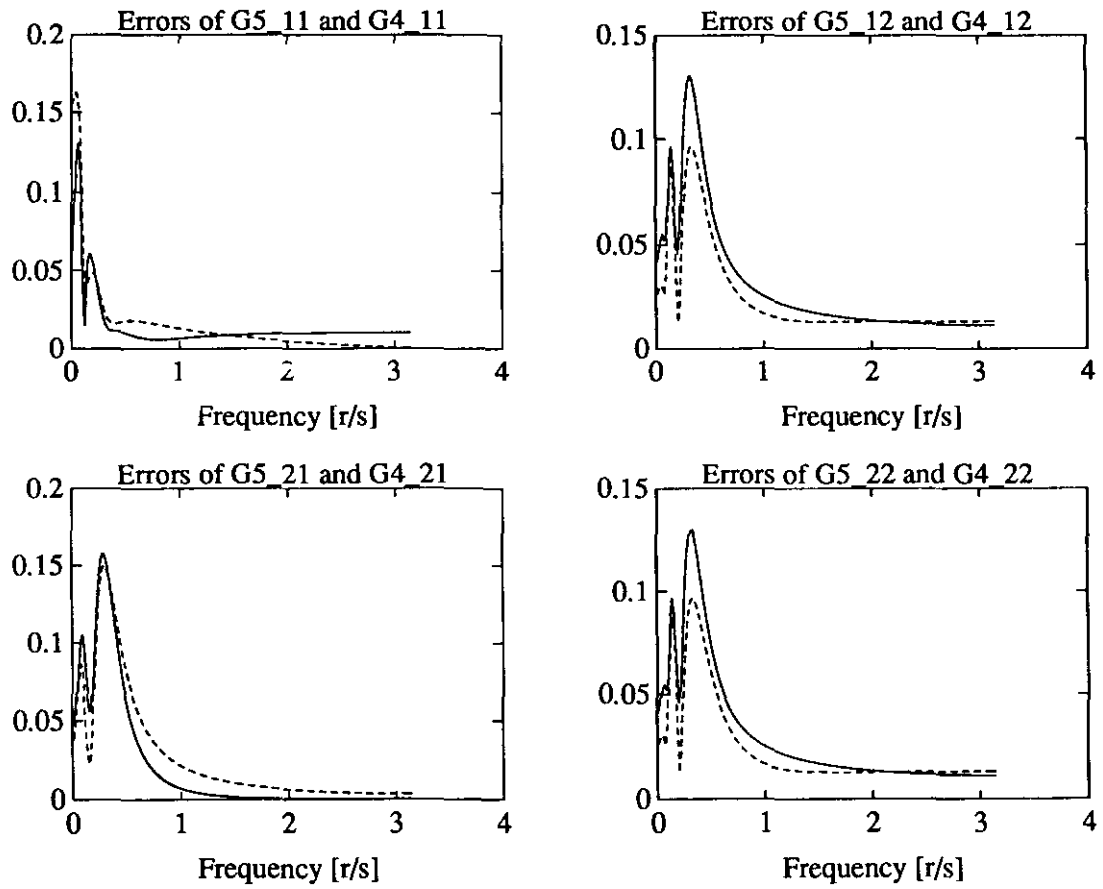 Errors of G5_11 and G4_11
0.2
0.15
0.1
0.05
0
0 1 2 3 4
Frequency [r/s]
Errors of G5_12 and G4_12
0.15
0.1
0.05
0
0 1 2 3 4
Frequency [r/s]
Errors of G5_21 and G4_21
0.2
0.15
0.1
0.05
0
0 1 2 3 4
Frequency [r/s]
Errors of G5_22 and G4_22
0.15
0.1
0.05
0
0 1 2 3 4
Frequency [r/s]